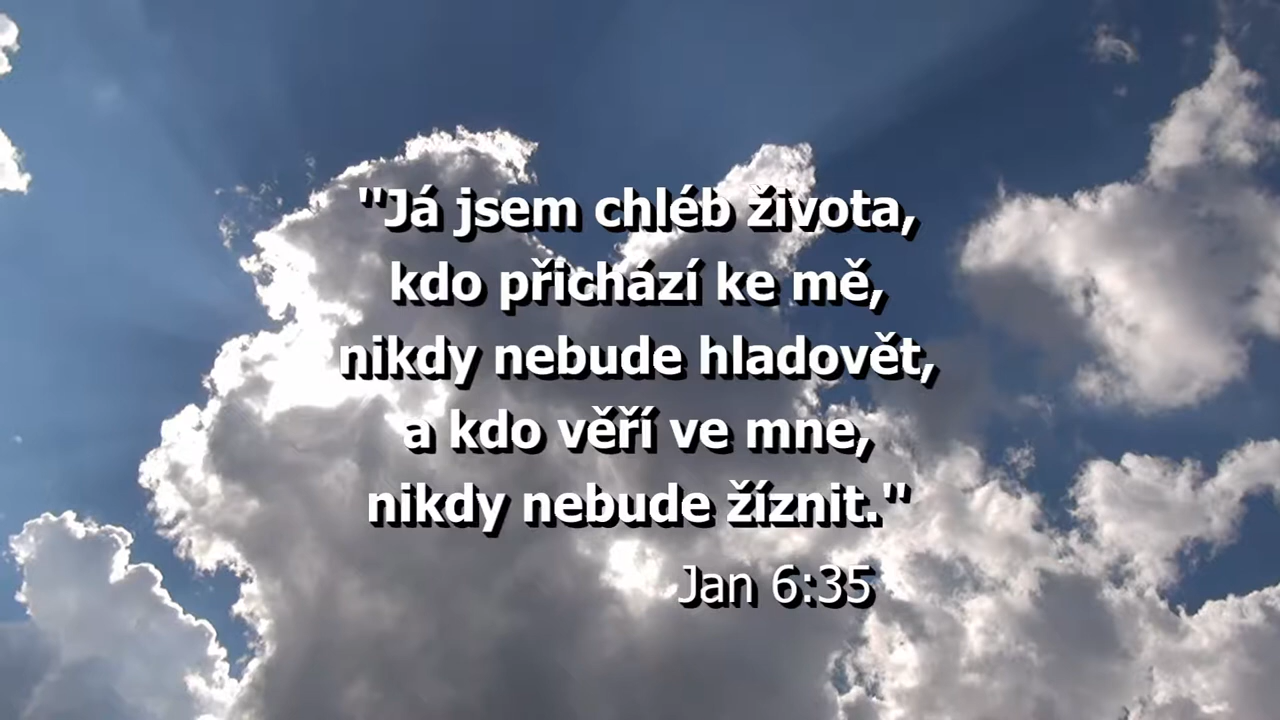 "Já jsem chléb života,
kdo přichází ke mě,
nikdy nebude hladovět,
a kdo věří ve mne,
nikdy nebude žíznit."
Jan 6:35